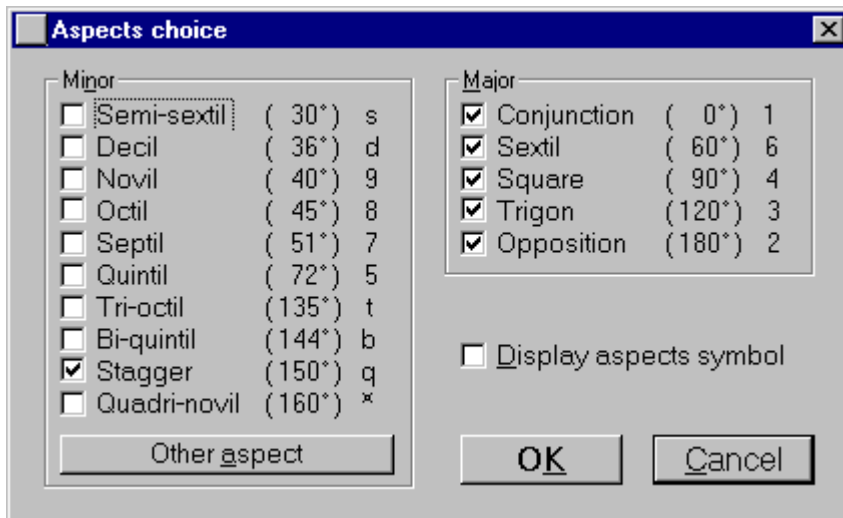 Aspects choice
Minor
Semi-sextil ( 30°) s
Decil ( 36°) d
Novil ( 40°) 9
Octil ( 45°) 8
Septil ( 51°) 7
Quintil ( 72°) 5
Tri-octil (135°) t
Bi-quintil (144°) b
Stagger (150°) q
Quadri-novil (160°) ×
Other aspect
Major
Conjunction ( 0°) 1
Sextil ( 60°) 6
Square ( 90°) 4
Trigon (120°) 3
Opposition (180°) 2
Display aspects symbol
OK
Cancel